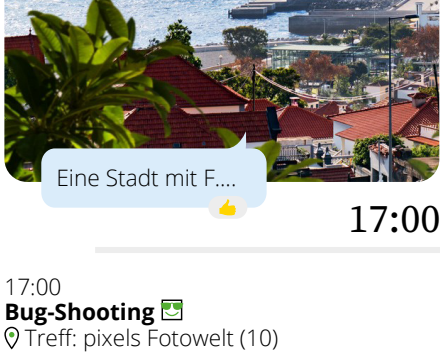 Eine Stadt mit F....
17:00
17:00
Bug-Shooting
Treff: pixels Fotowelt (10)